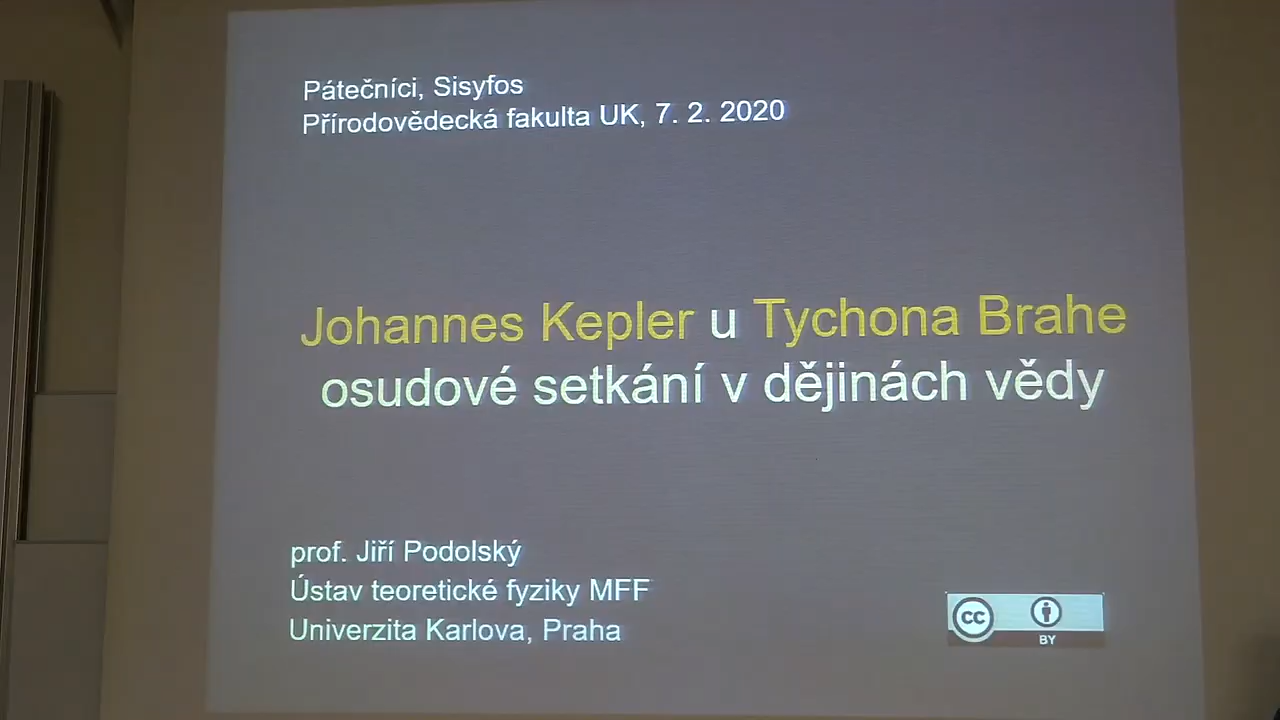 Pátečníci, Sisyfos
Přírodovědecká fakulta UK, 7. 2. 2020
Johannes Kepler u Tychona Brahe
osudové setkání v dějinách vědy
prof. Jiří Podolský
Ústav teoretické fyziky MFF
Univerzita Karlova, Praha
cc
BY